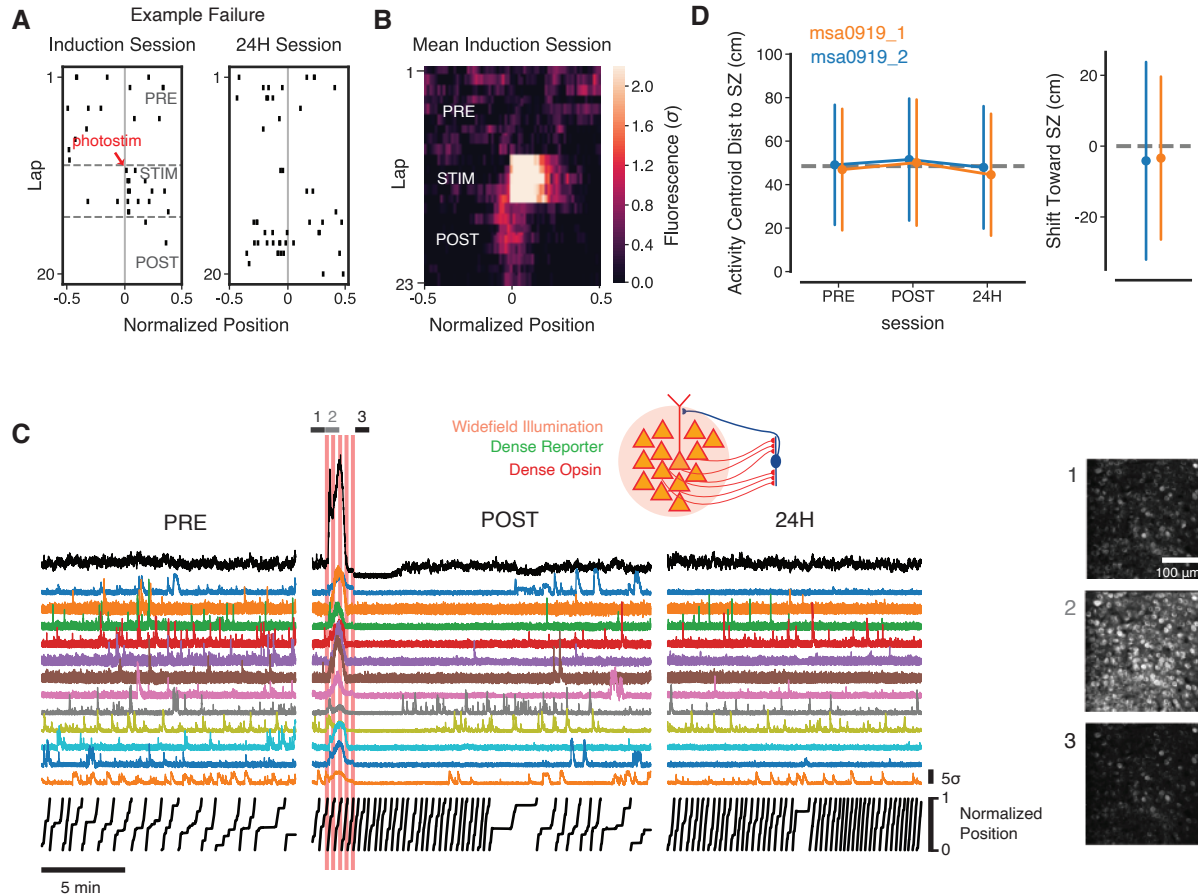 A
Example Failure
Induction Session
24H Session
1
PRE
photostim
STIM
POST
20
Lap
-0.5
0
0.5
-0.5
0
0.5
Normalized Position
B
Mean Induction Session
1
PRE
STIM
POST
23
Lap
-0.5
0
0.5
Normalized Position
2.0
1.5
1.0
0.5
0.0
Fluorescence (σ)
D
msa0919_1
msa0919_2
Activity Centroid Dist to SZ (cm)
100
80
60
40
20
0
PRE
POST
24H
session
Shift Toward SZ (cm)
20
0
-20
C
1
2
3
Widefield Illumination
Dense Reporter
Dense Opsin
PRE
POST
24H
5σ
1
0
Normalized
Position
5 min
1
100 µm
2
3